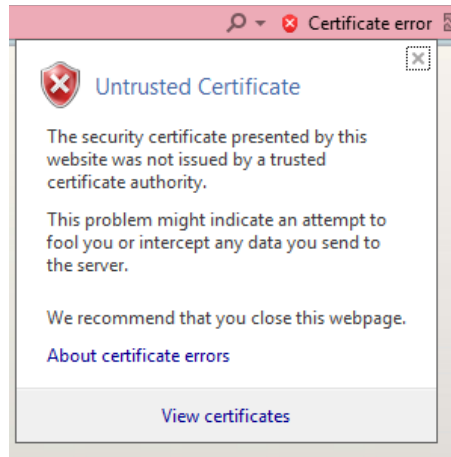 Certificate error
Untrusted Certificate
The security certificate presented by this
website was not issued by a trusted
certificate authority.
This problem might indicate an attempt to
fool you or intercept any data you send to
the server.
We recommend that you close this webpage.
About certificate errors
View certificates